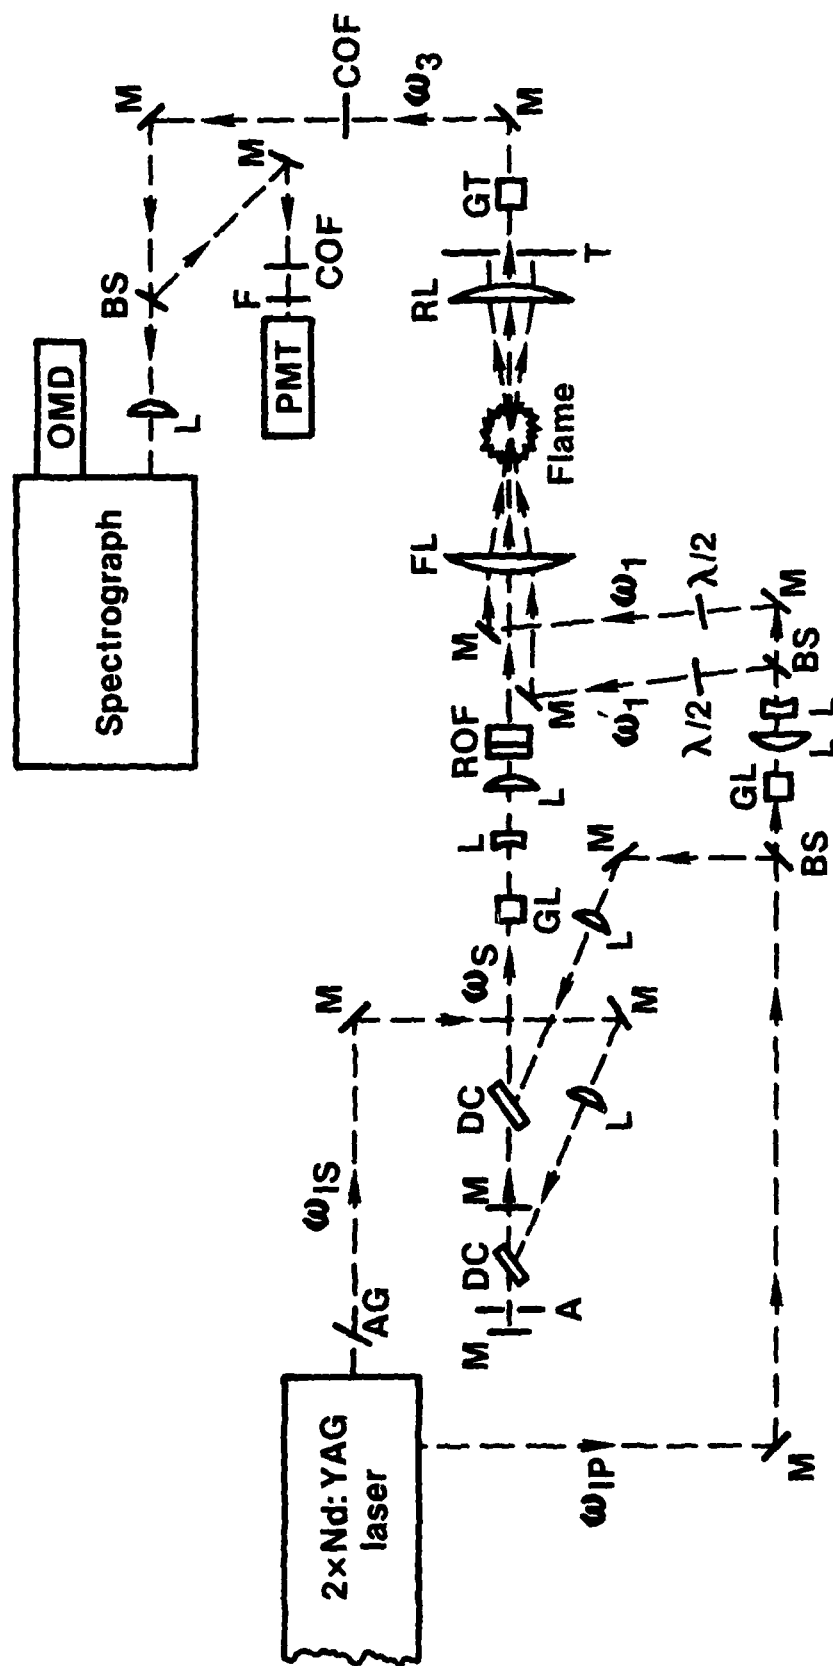 M
COF
ω3
M
BS
M
COF
F
PMT
OMD
L
Spectrograph
GT
T
RL
Flame
FL
M
M
ROF
L
L
GL
ω1
ω1′
λ/2
λ/2
M
BS
L
L
GL
BS
M
L
ωS
M
M
L
DC
M
DC
A
M
ωIS
AG
2×Nd:YAG
laser
ωIP
M